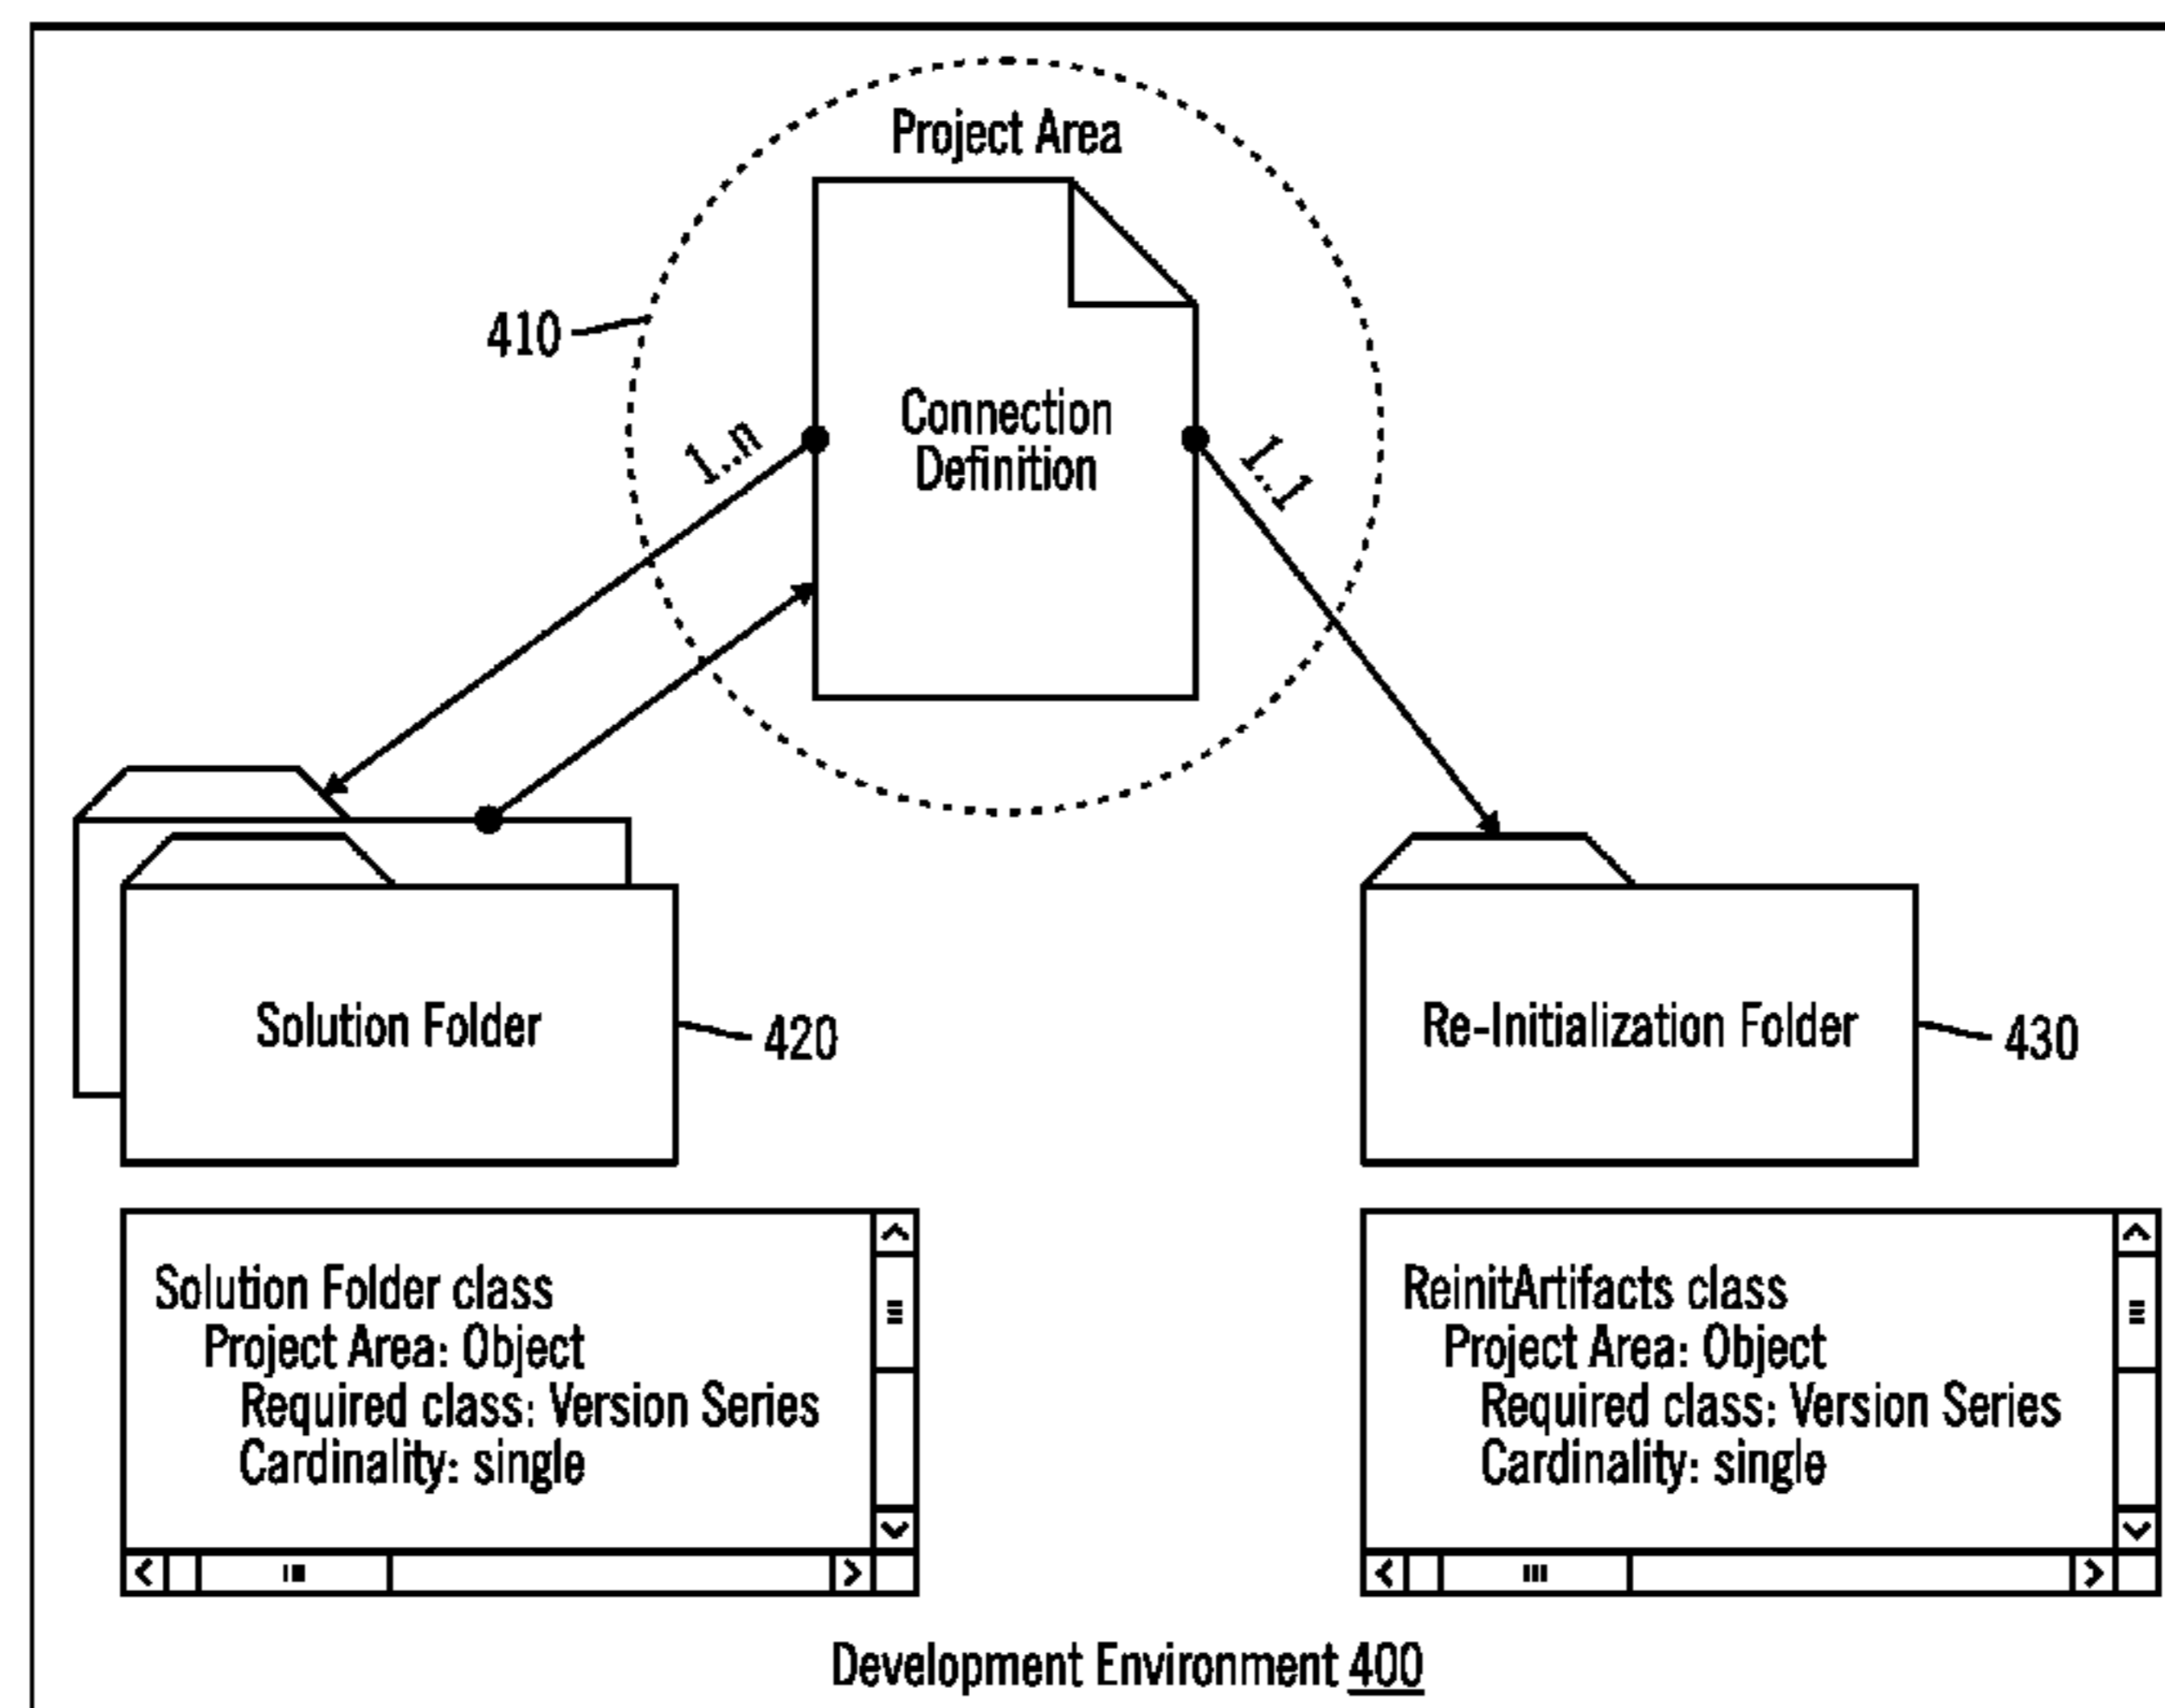 Project Area
410
Connection
Definition
1..n
1..1
Solution Folder
420
Re-Initialization Folder
430
Solution Folder class
Project Area: Object
Required class: Version Series
Cardinality: single
ReinitArtifacts class
Project Area: Object
Required class: Version Series
Cardinality: single
Development Environment 400